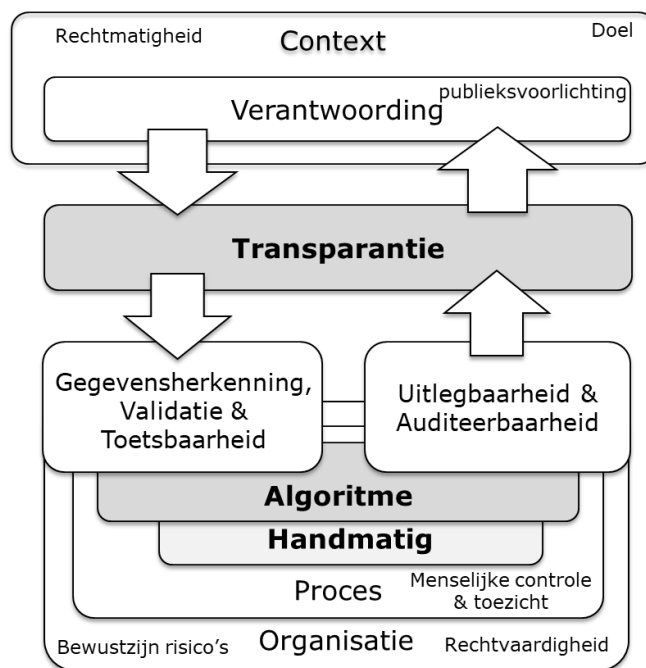 Rechtmatigheid
Context
Doel
publieksvoorlichting
Verantwoording
Transparantie
Gegevensherkenning,
Validatie &
Toetsbaarheid
Uitlegbaarheid &
Auditeerbaarheid
Algoritme
Handmatig
Proces
Menselijke controle
& toezicht
Bewustzijn risico's
Organisatie
Rechtvaardigheid